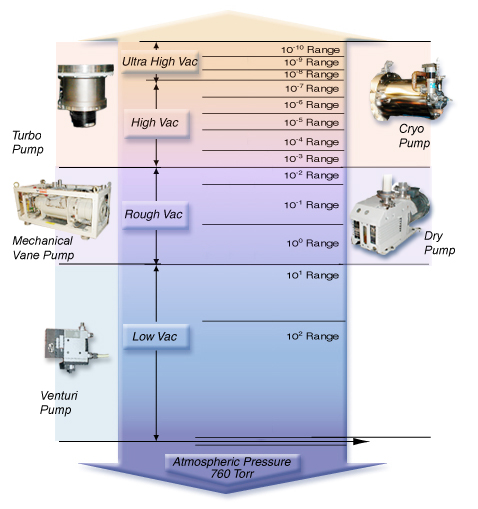 Ultra High Vac
10⁻¹⁰ Range
10⁻⁹ Range
10⁻⁸ Range
10⁻⁷ Range
10⁻⁶ Range
High Vac
10⁻⁵ Range
10⁻⁴ Range
10⁻³ Range
Turbo
Pump
Cryo
Pump
10⁻² Range
10⁻¹ Range
Rough Vac
10⁰ Range
Mechanical
Vane Pump
Dry
Pump
10¹ Range
Low Vac
10² Range
Venturi
Pump
Atmospheric Pressure
760 Torr